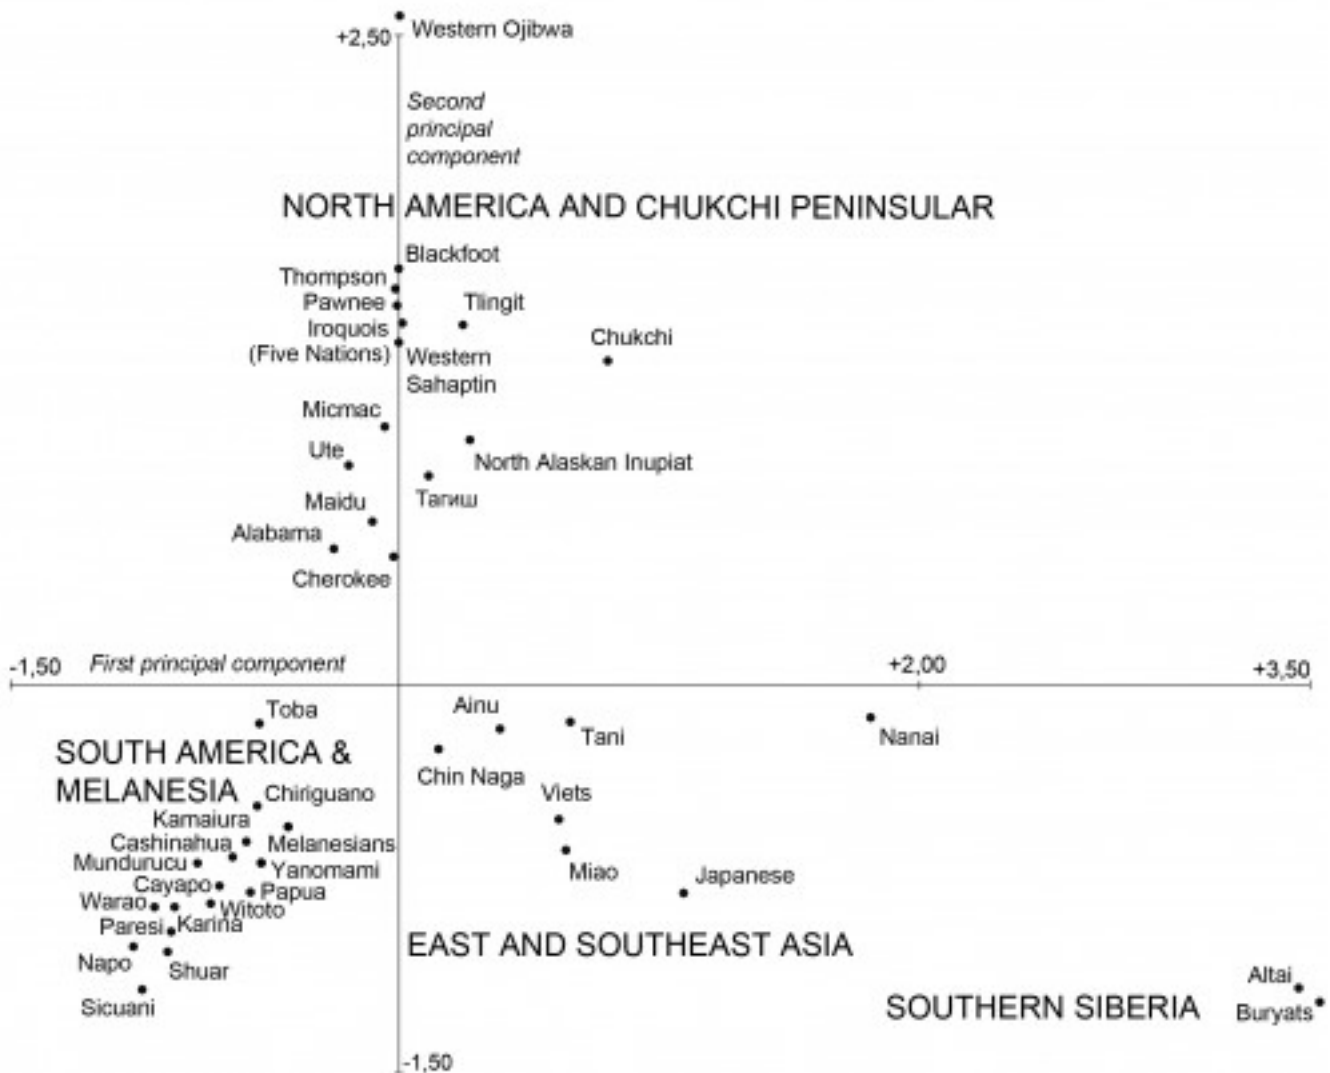 Western Ojibwa
+2,50
Second
principal
component
NORTH AMERICA AND CHUKCHI PENINSULAR
Blackfoot
Thompson
Pawnee
Tlingit
Iroquois
(Five Nations)
Chukchi
Western
Sahaptin
Micmac
Ute
North Alaskan Inupiat
Maidu
Тагиш
Alabama
Cherokee
-1,50
First principal component
+2,00
+3,50
Toba
Ainu
Tani
Nanai
SOUTH AMERICA &
MELANESIA
Chin Naga
Chiriguano
Viets
Kamaiura
Cashinahua
Melanesians
Mundurucu
Yanomami
Miao
Cayapo
Papua
Japanese
Warao
Witoto
Paresi
Karina
Napo
Shuar
EAST AND SOUTHEAST ASIA
Sicuani
Altai
SOUTHERN SIBERIA
Buryats
-1,50